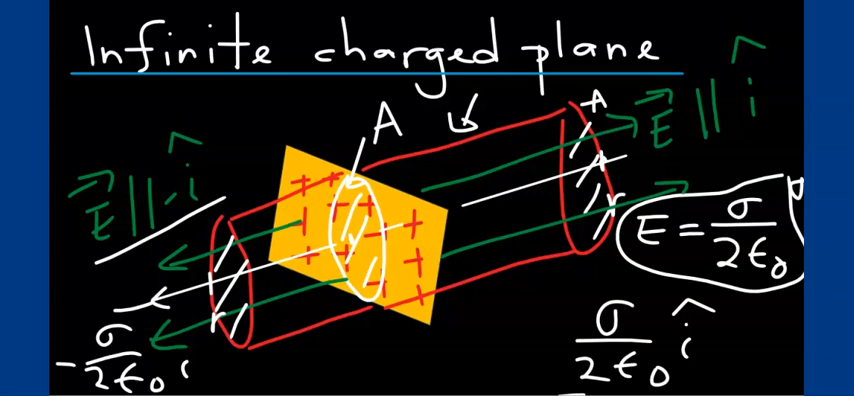 Infinite charged plane
A
A
E⃗ || î
E⃗ || -î
r
E = σ/2ε₀
r
-σ/2ε₀ i
σ/2ε₀ î